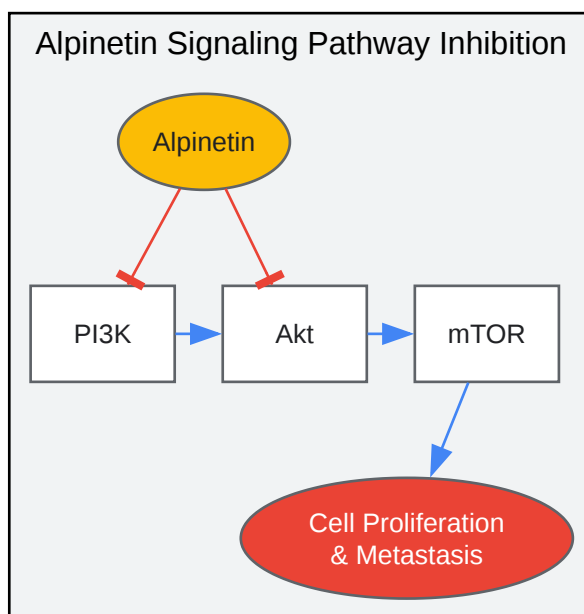 Alpinetin Signaling Pathway Inhibition
Alpinetin
PI3K
Akt
mTOR
Cell Proliferation
& Metastasis